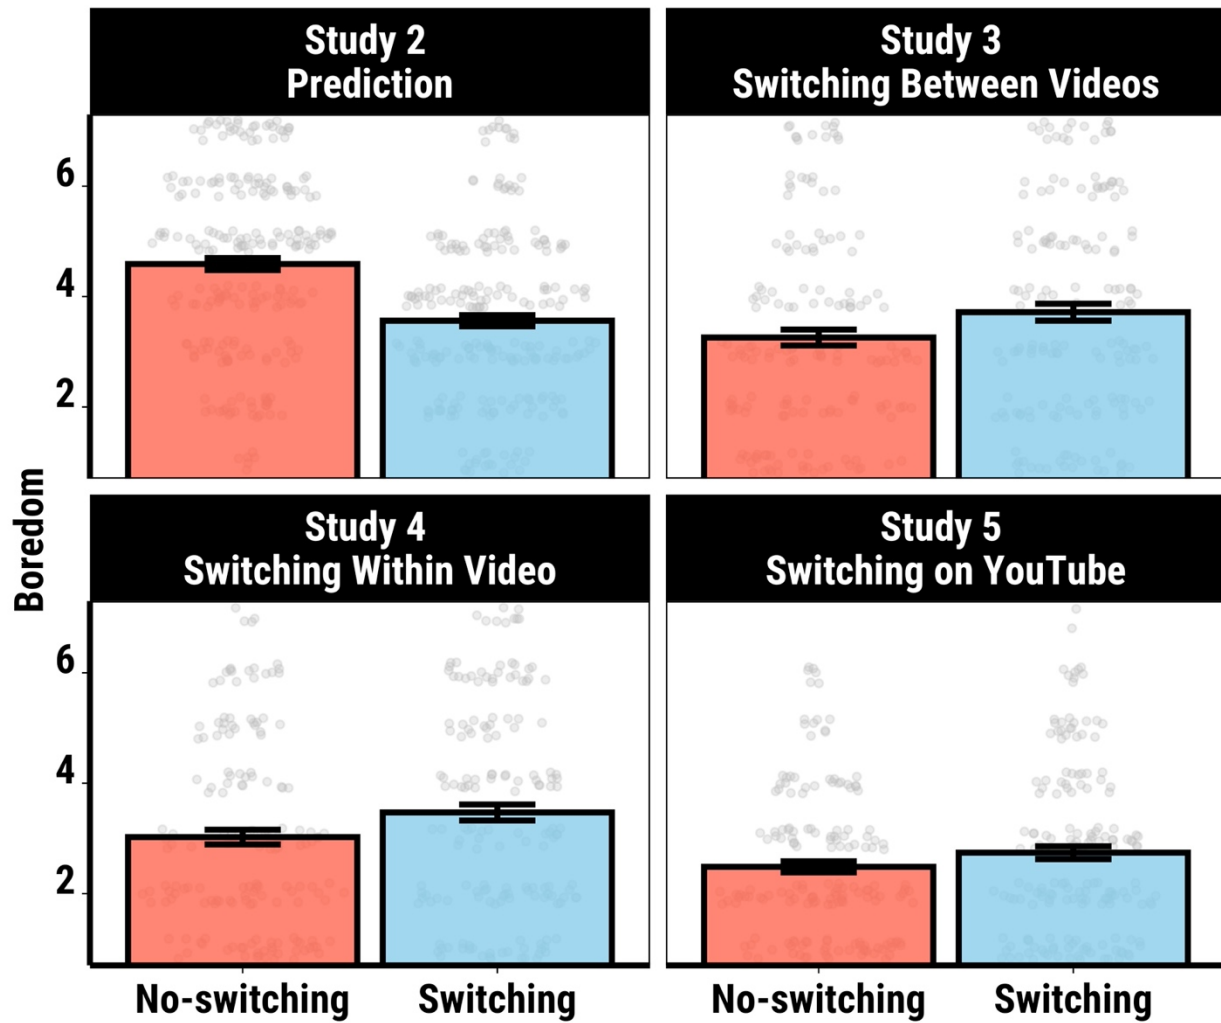 Study 2
Prediction
Study 3
Switching Between Videos
6
4
2
Boredom
Study 4
Switching Within Video
Study 5
Switching on YouTube
6
4
2
No-switching
Switching
No-switching
Switching